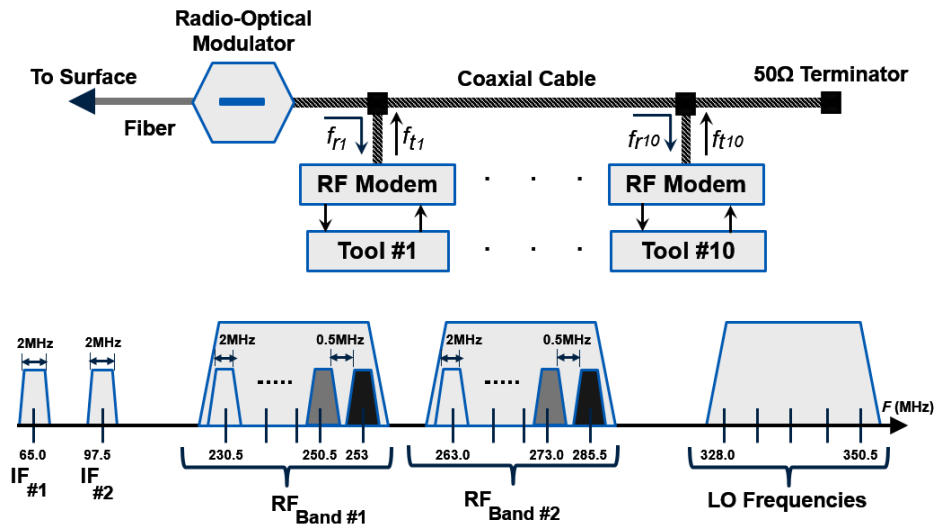 Radio-Optical
Modulator
To Surface
Fiber
Coaxial Cable
50Ω Terminator
fr1
ft1
fr10
ft10
RF Modem
. . .
RF Modem
Tool #1
. . .
Tool #10
2MHz
2MHz
2MHz
0.5MHz
2MHz
0.5MHz
......
......
F (MHz)
65.0
97.5
230.5
250.5
253
263.0
273.0
285.5
328.0
350.5
IF#1
IF#2
RFBand #1
RFBand #2
LO Frequencies